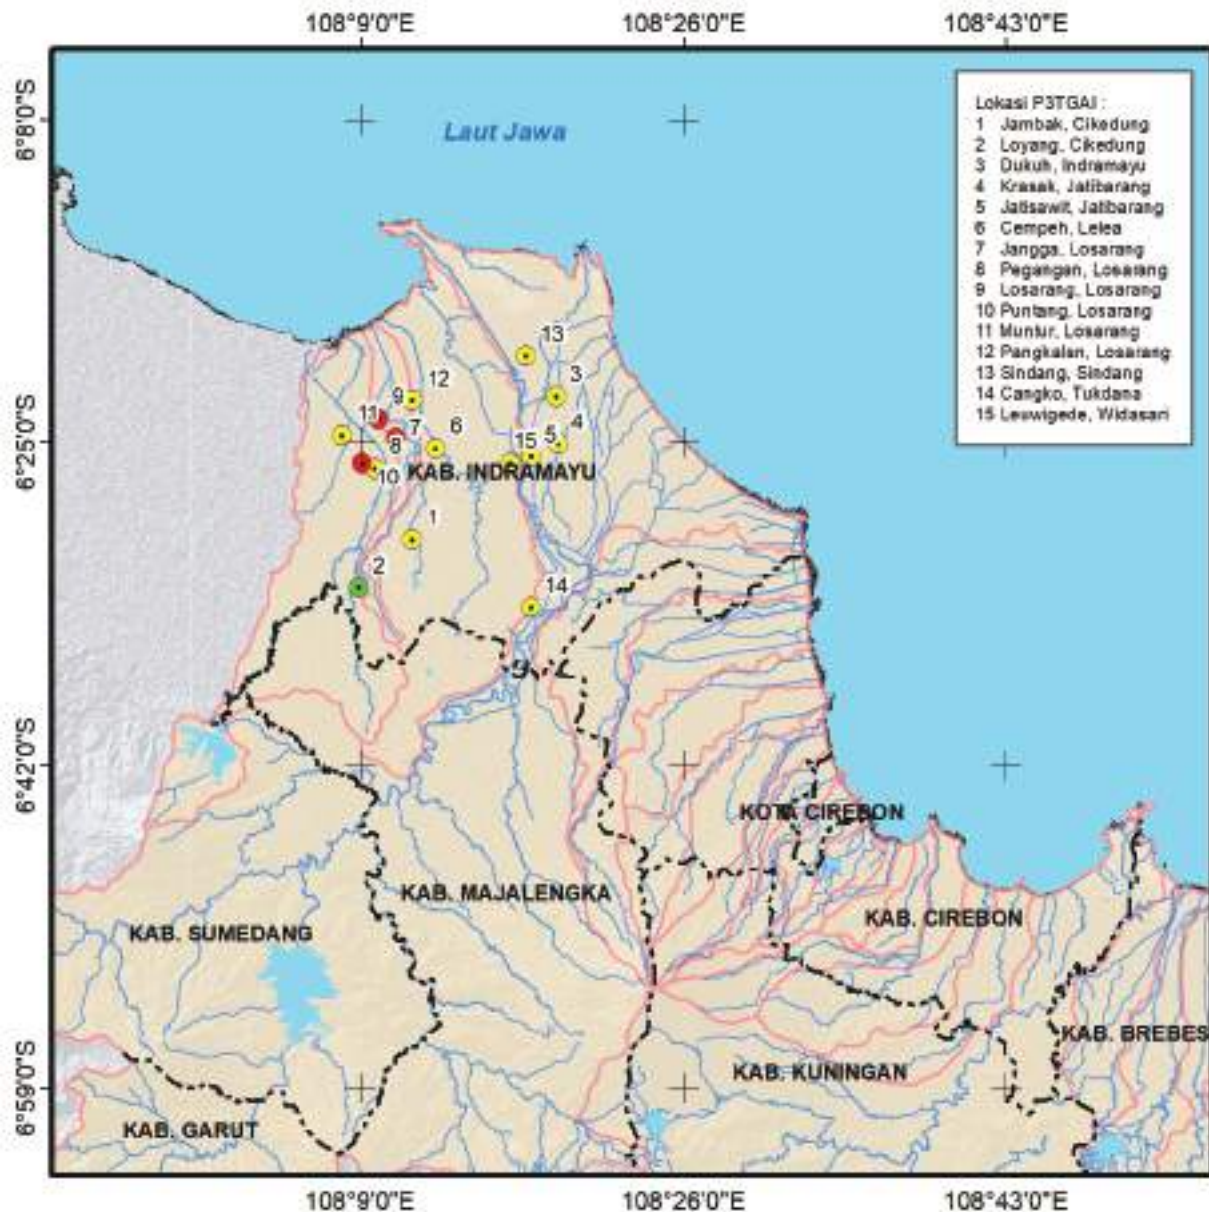 108°9'0"E 108°26'0"E 108°43'0"E
6°8'0"S
Laut Jawa
Lokasi P3TGAI :
1 Jambak, Cikedung
2 Loyang, Cikedung
3 Dukuh, Indramayu
4 Krasak, Jatibarang
5 Jatisawit, Jatibarang
6 Cempeh, Lelea
7 Jangga, Losarang
8 Pegangan, Losarang
9 Losarang, Losarang
10 Puntang, Losarang
11 Muntur, Losarang
12 Pangkalan, Losarang
13 Sindang, Sindang
14 Cangko, Tukdana
15 Leuwigede, Widasari
13
12
3
9
11
7
6
4
15
5
8
6°25'0"S
10
KAB. INDRAMAYU
1
2
14
6°42'0"S
KOTA CIREBON
KAB. MAJALENGKA
KAB. CIREBON
KAB. SUMEDANG
KAB. BREBES
KAB. KUNINGAN
6°59'0"S
KAB. GARUT
108°9'0"E 108°26'0"E 108°43'0"E